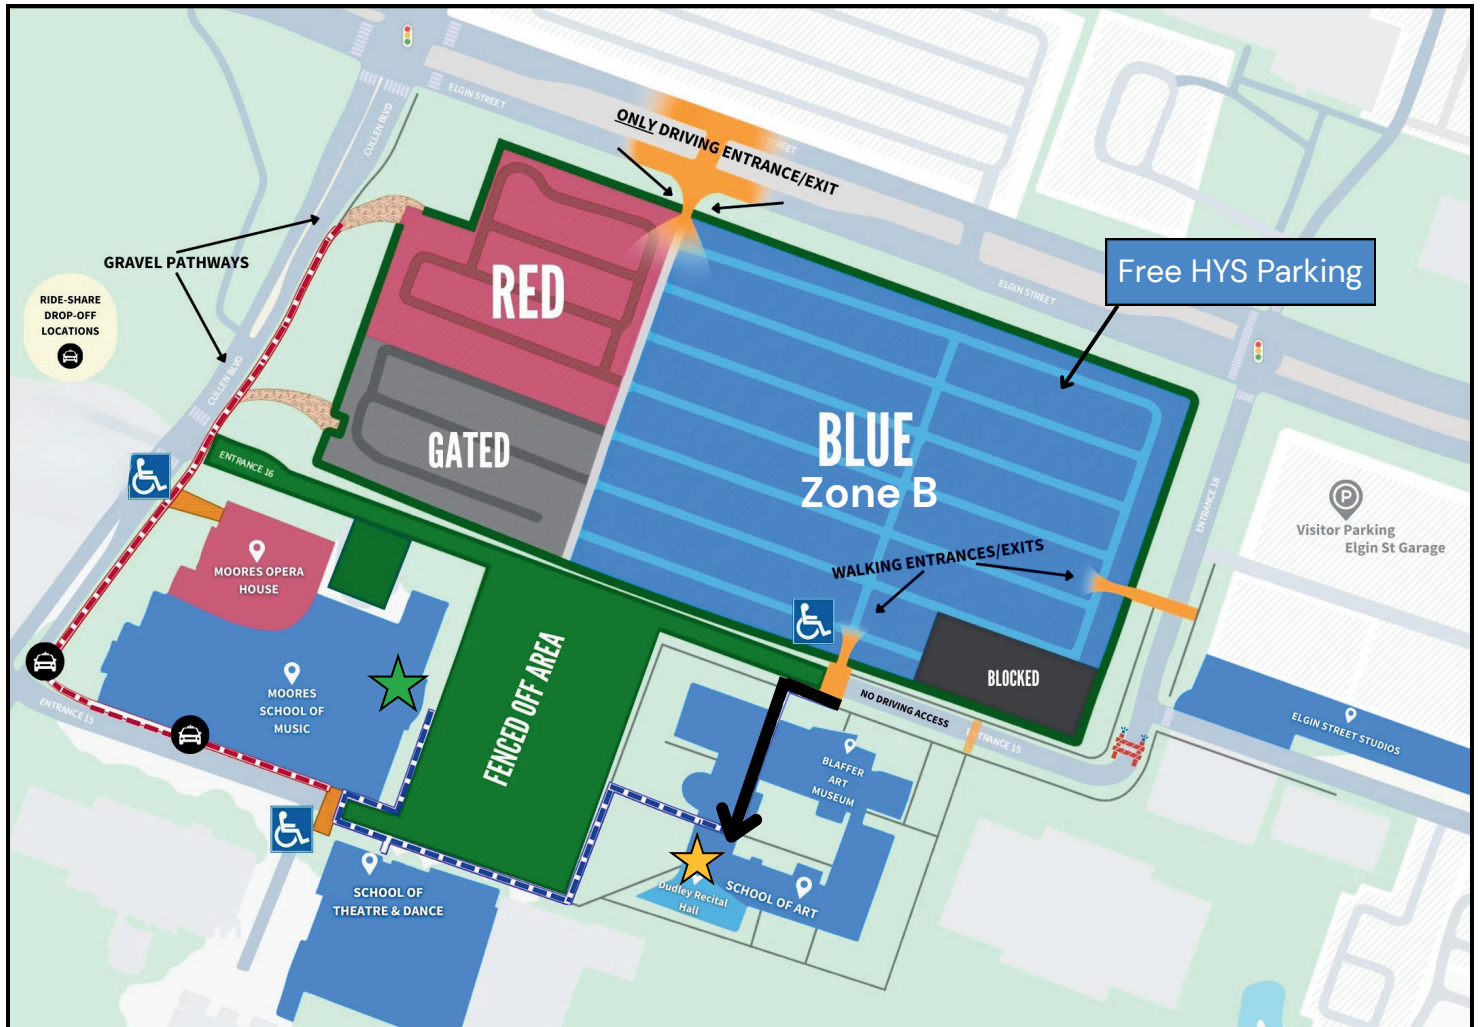 ELGIN STREET
CULLEN BLVD
STREET
ONLY DRIVING ENTRANCE/EXIT
GRAVEL PATHWAYS
RIDE-SHARE
DROP-OFF
LOCATIONS
RED
Free HYS Parking
ELGIN STREET
CULLEN BLVD
GATED
BLUE
Zone B
ENTRANCE 16
ENTRANCE 18
P
Visitor Parking
Elgin St Garage
WALKING ENTRANCES/EXITS
MOORES OPERA
HOUSE
FENCED OFF AREA
BLOCKED
MOORES
SCHOOL OF
MUSIC
ENTRANCE 15
NO DRIVING ACCESS
ENTRANCE 15
ELGIN STREET STUDIOS
BLAFFER
ART
MUSEUM
SCHOOL OF
THEATRE & DANCE
Dudley Recital
Hall
SCHOOL OF ART